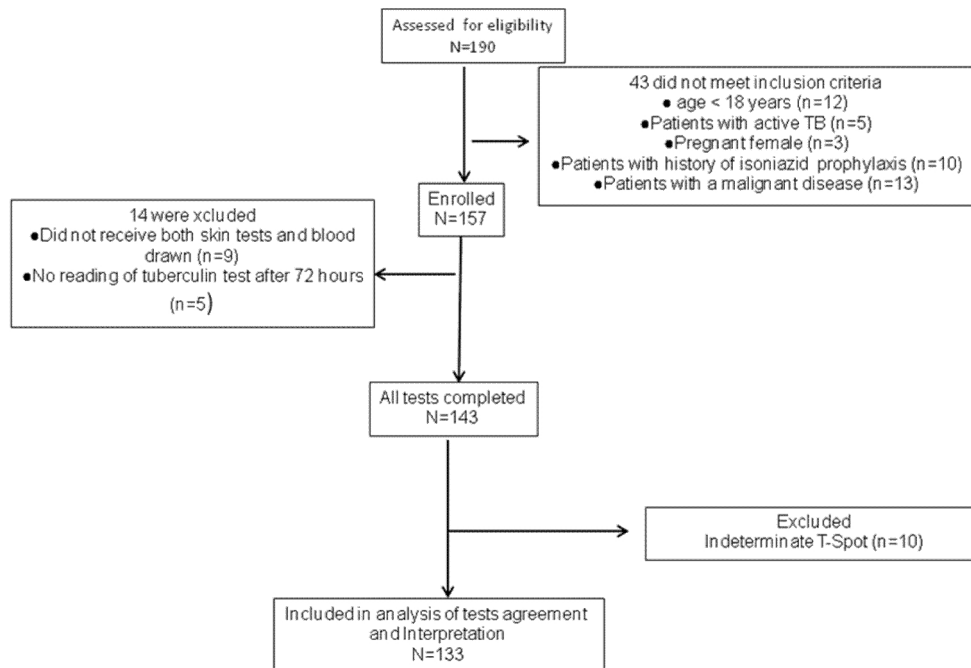 Assessed for eligibility
N=190
43 did not meet inclusion criteria
● age < 18 years (n=12)
●Patients with active TB (n=5)
●Pregnant female (n=3)
●Patients with history of isoniazid prophylaxis (n=10)
●Patients with a malignant disease (n=13)
Enrolled
N=157
14 were xcluded
●Did not receive both skin tests and blood
drawn (n=9)
●No reading of tuberculin test after 72 hours
(n=5)
All tests completed
N=143
Excluded
Indeterminate T-Spot (n=10)
Included in analysis of tests agreement
and Interpretation
N=133